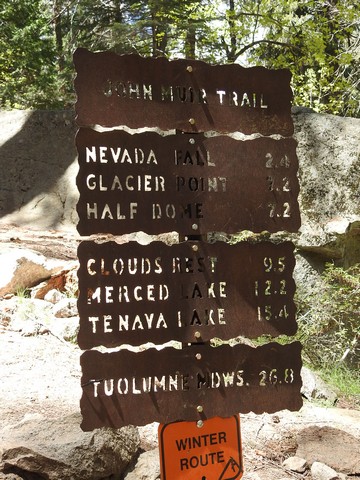 JOHN MUIR TRAIL
NEVADA FALL 2.4
GLACIER POINT 7.2
HALF DOME 7.2
CLOUDS REST 9.5
MERCED LAKE 12.2
TENAYA LAKE 15.4
TUOLUMNE MDWS. 26.8
WINTER
ROUTE